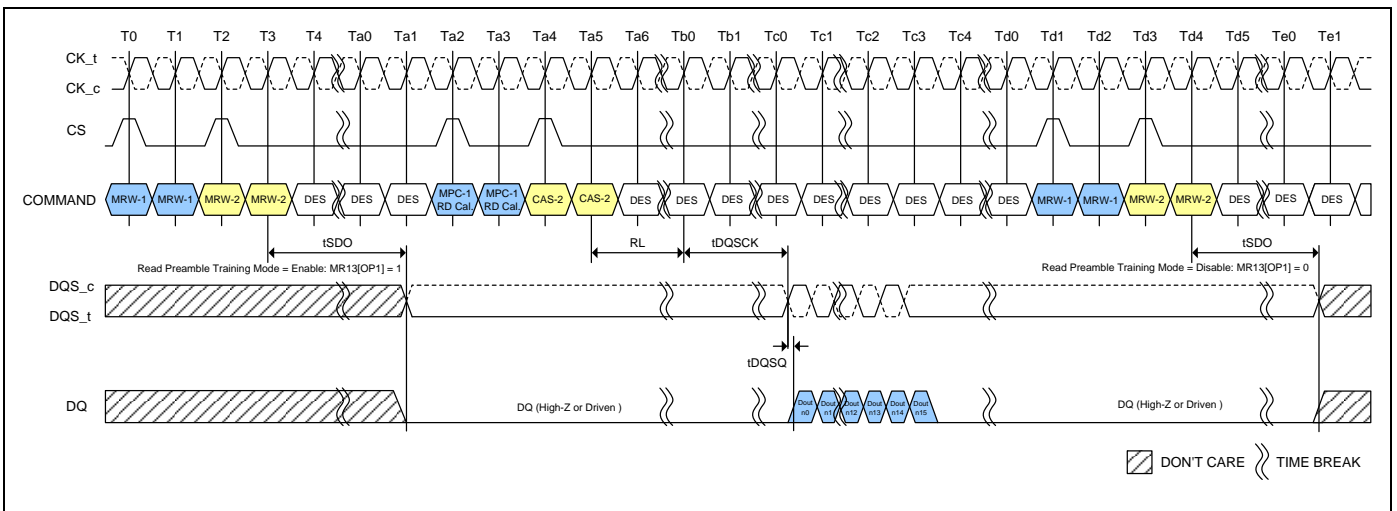 T0 T1 T2 T3 T4 Ta0 Ta1 Ta2 Ta3 Ta4 Ta5 Ta6 Tb0 Tb1 Tc0 Tc1 Tc2 Tc3 Tc4 Td0 Td1 Td2 Td3 Td4 Td5 Te0 Te1
CK_t
CK_c
CS
COMMAND MRW-1 MRW-1 MRW-2 MRW-2 DES DES DES MPC-1 RD Cal. MPC-1 RD Cal. CAS-2 CAS-2 DES DES DES DES DES DES DES DES DES MRW-1 MRW-1 MRW-2 MRW-2 DES DES DES
tSDO RL tDQSCK tSDO
Read Preamble Training Mode = Enable: MR13[OP1] = 1 Read Preamble Training Mode = Disable: MR13[OP1] = 0
DQS_c
DQS_t
tDQSQ
DQ DQ (High-Z or Driven ) Dout n0 Dout n1 Dout n12 Dout n13 Dout n14 Dout n15 DQ (High-Z or Driven )
DON'T CARE TIME BREAK